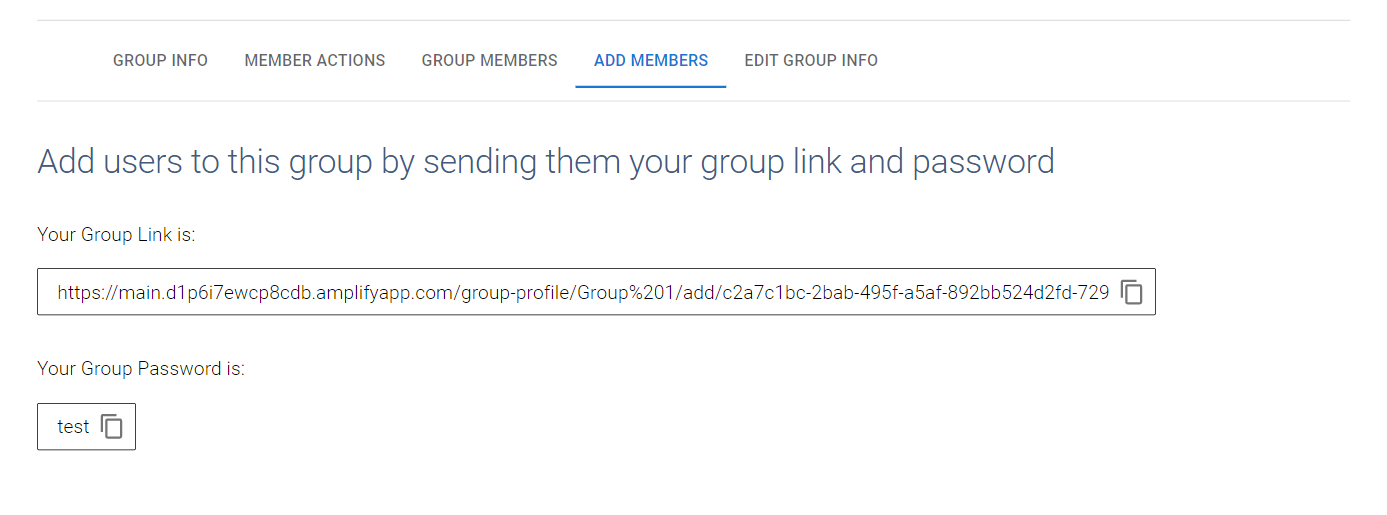 GROUP INFO MEMBER ACTIONS GROUP MEMBERS ADD MEMBERS EDIT GROUP INFO
Add users to this group by sending them your group link and password
Your Group Link is:
https://main.d1p6i7ewcp8cdb.amplifyapp.com/group-profile/Group%201/add/c2a7c1bc-2bab-495f-a5af-892bb524d2fd-729
Your Group Password is:
test